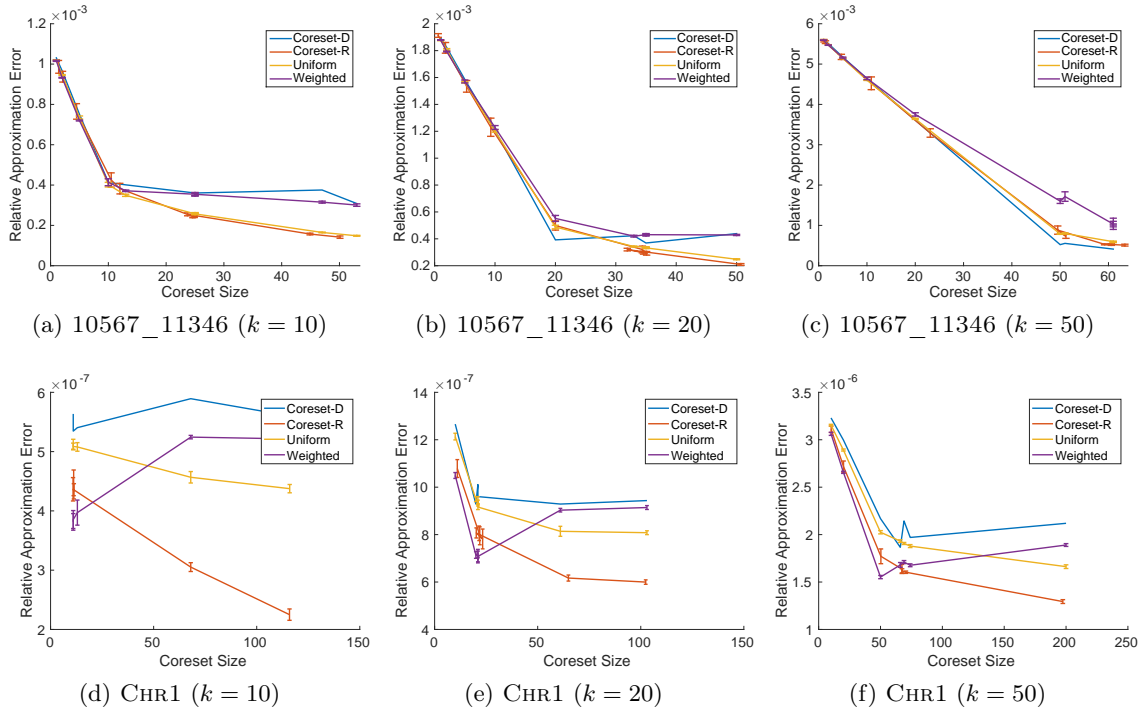 ×10⁻³
1.2
1
0.8
0.6
0.4
0.2
0
0 10 20 30 40 50
Relative Approximation Error
Coreset Size
Coreset-D
Coreset-R
Uniform
Weighted
(a) 10567_11346 (k = 10)
×10⁻³
2
1.8
1.6
1.4
1.2
1
0.8
0.6
0.4
0.2
0 10 20 30 40 50
Relative Approximation Error
Coreset Size
Coreset-D
Coreset-R
Uniform
Weighted
(b) 10567_11346 (k = 20)
×10⁻³
6
5
4
3
2
1
0
0 10 20 30 40 50 60
Relative Approximation Error
Coreset Size
Coreset-D
Coreset-R
Uniform
Weighted
(c) 10567_11346 (k = 50)
×10⁻⁷
6
5
4
3
2
0 50 100 150
Relative Approximation Error
Coreset Size
Coreset-D
Coreset-R
Uniform
Weighted
(d) CHR1 (k = 10)
×10⁻⁷
14
12
10
8
6
4
0 50 100 150
Relative Approximation Error
Coreset Size
Coreset-D
Coreset-R
Uniform
Weighted
(e) CHR1 (k = 20)
×10⁻⁶
3.5
3
2.5
2
1.5
1
0 50 100 150 200 250
Relative Approximation Error
Coreset Size
Coreset-D
Coreset-R
Uniform
Weighted
(f) CHR1 (k = 50)